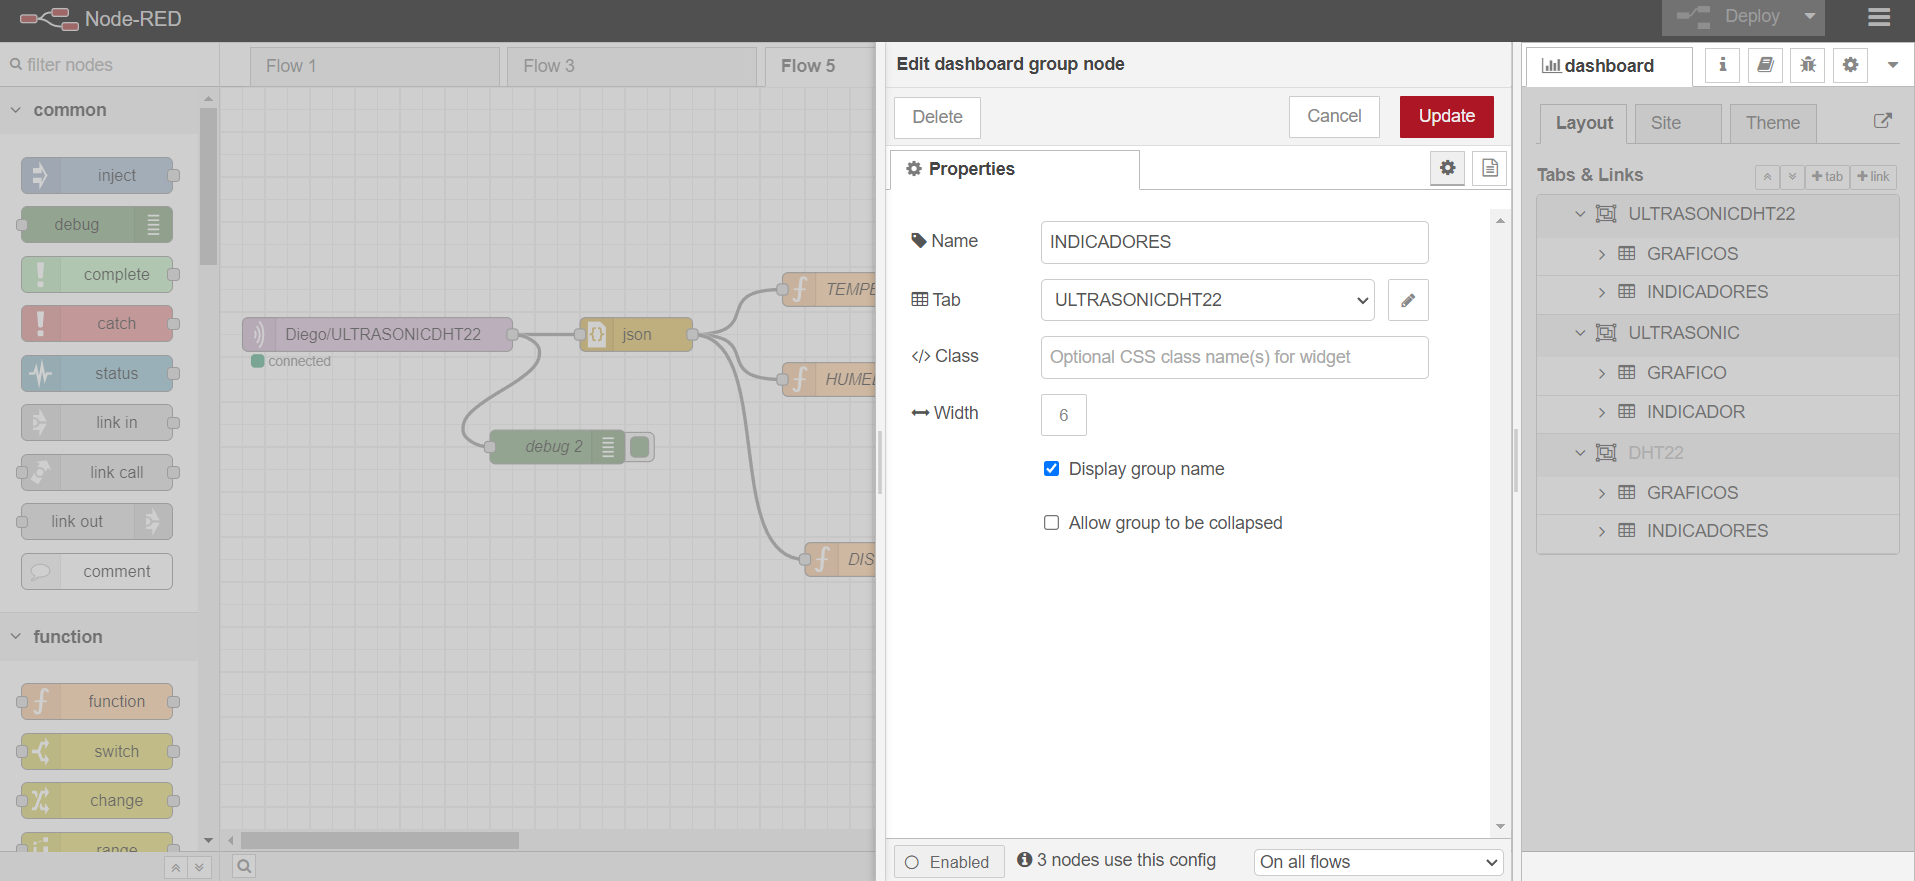 Node-RED
Deploy
filter nodes
Flow 1
Flow 3
Flow 5
common
inject
debug
complete
catch
status
link in
link call
link out
comment
function
function
switch
change
range
Diego/ULTRASONICDHT22
connected
json
debug 2
TEMPE
HUMED
DIS
Edit dashboard group node
Delete
Cancel
Update
Properties
Name
INDICADORES
Tab
ULTRASONICDHT22
</> Class
Optional CSS class name(s) for widget
Width
6
Display group name
Allow group to be collapsed
Enabled
3 nodes use this config
On all flows
dashboard
Layout
Site
Theme
Tabs & Links
+tab
+link
ULTRASONICDHT22
GRAFICOS
INDICADORES
ULTRASONIC
GRAFICO
INDICADOR
DHT22
GRAFICOS
INDICADORES